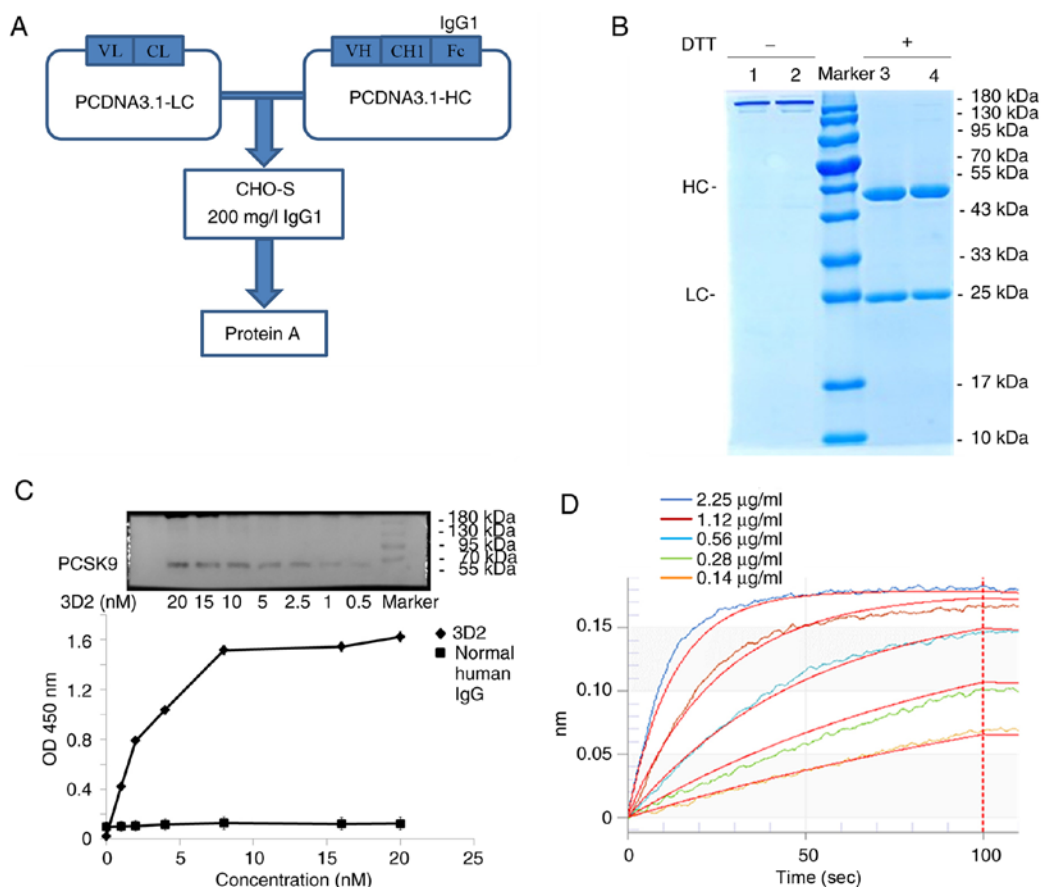 A
IgG1
VL CL
VH CH1 Fc
PCDNA3.1-LC
PCDNA3.1-HC
CHO-S
200 mg/l IgG1
Protein A
B
DTT – +
1 2 Marker 3 4
- 180 kDa
- 130 kDa
- 95 kDa
- 70 kDa
- 55 kDa
HC-
- 43 kDa
- 33 kDa
LC-
- 25 kDa
- 17 kDa
- 10 kDa
C
- 180 kDa
- 130 kDa
- 95 kDa
- 70 kDa
- 55 kDa
PCSK9
3D2 (nM) 20 15 10 5 2.5 1 0.5 Marker
3D2
Normal
human
IgG
OD 450 nm
1.6
1.2
0.8
0.4
0
0 5 10 15 20 25
Concentration (nM)
D
2.25 µg/ml
1.12 µg/ml
0.56 µg/ml
0.28 µg/ml
0.14 µg/ml
nm
0.15
0.10
0.05
0
0 50 100
Time (sec)